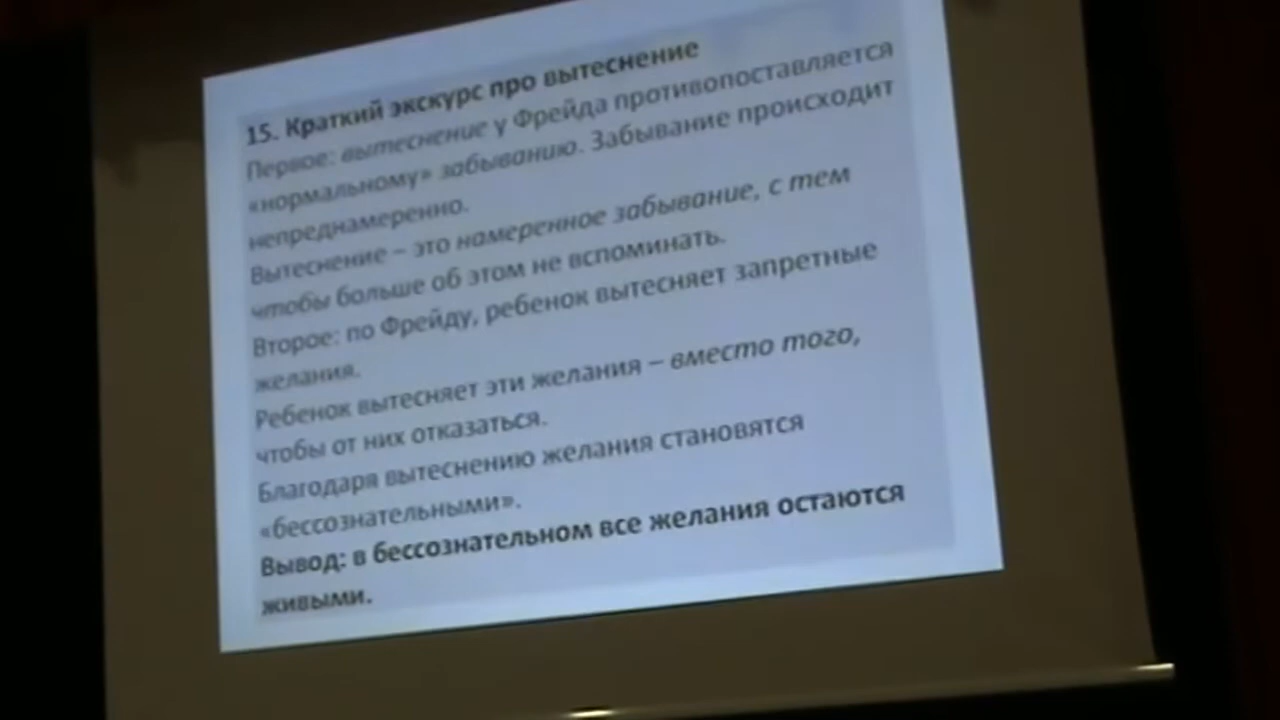 15. Краткий экскурс про вытеснение
Первое: вытеснение у Фрейда противопоставляется
«нормальному» забыванию. Забывание происходит
непреднамеренно.
Вытеснение – это намеренное забывание, с тем
чтобы больше об этом не вспоминать.
Второе: по Фрейду, ребенок вытесняет запретные
желания.
Ребенок вытесняет эти желания – вместо того,
чтобы от них отказаться.
Благодаря вытеснению желания становятся
«бессознательными».
Вывод: в бессознательном все желания остаются
живыми.